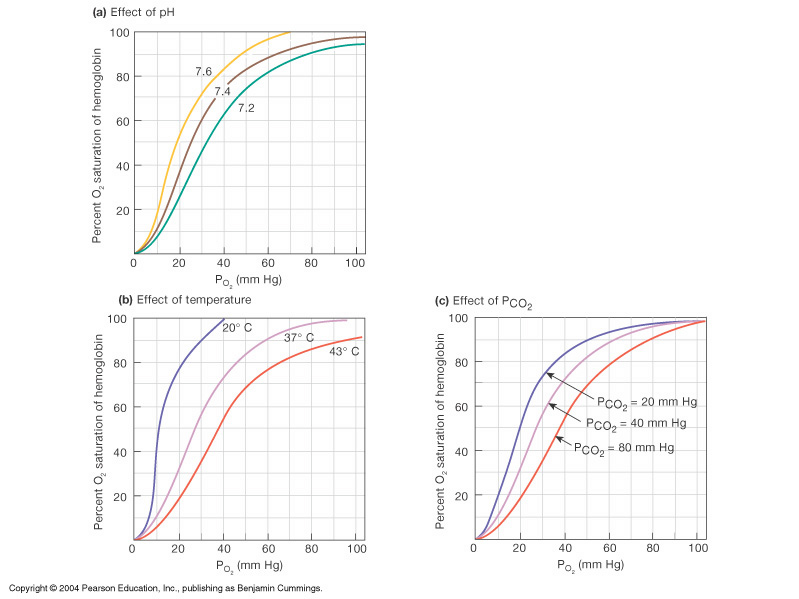 (a) Effect of pH
Percent O2 saturation of hemoglobin
100
80
60
40
20
7.6
7.4
7.2
0 20 40 60 80 100
PO2 (mm Hg)
(b) Effect of temperature
Percent O2 saturation of hemoglobin
100
80
60
40
20
20° C
37° C
43° C
0 20 40 60 80 100
PO2 (mm Hg)
(c) Effect of PCO2
Percent O2 saturation of hemoglobin
100
80
60
40
20
PCO2 = 20 mm Hg
PCO2 = 40 mm Hg
PCO2 = 80 mm Hg
0 20 40 60 80 100
PO2 (mm Hg)
Copyright © 2004 Pearson Education, Inc., publishing as Benjamin Cummings.